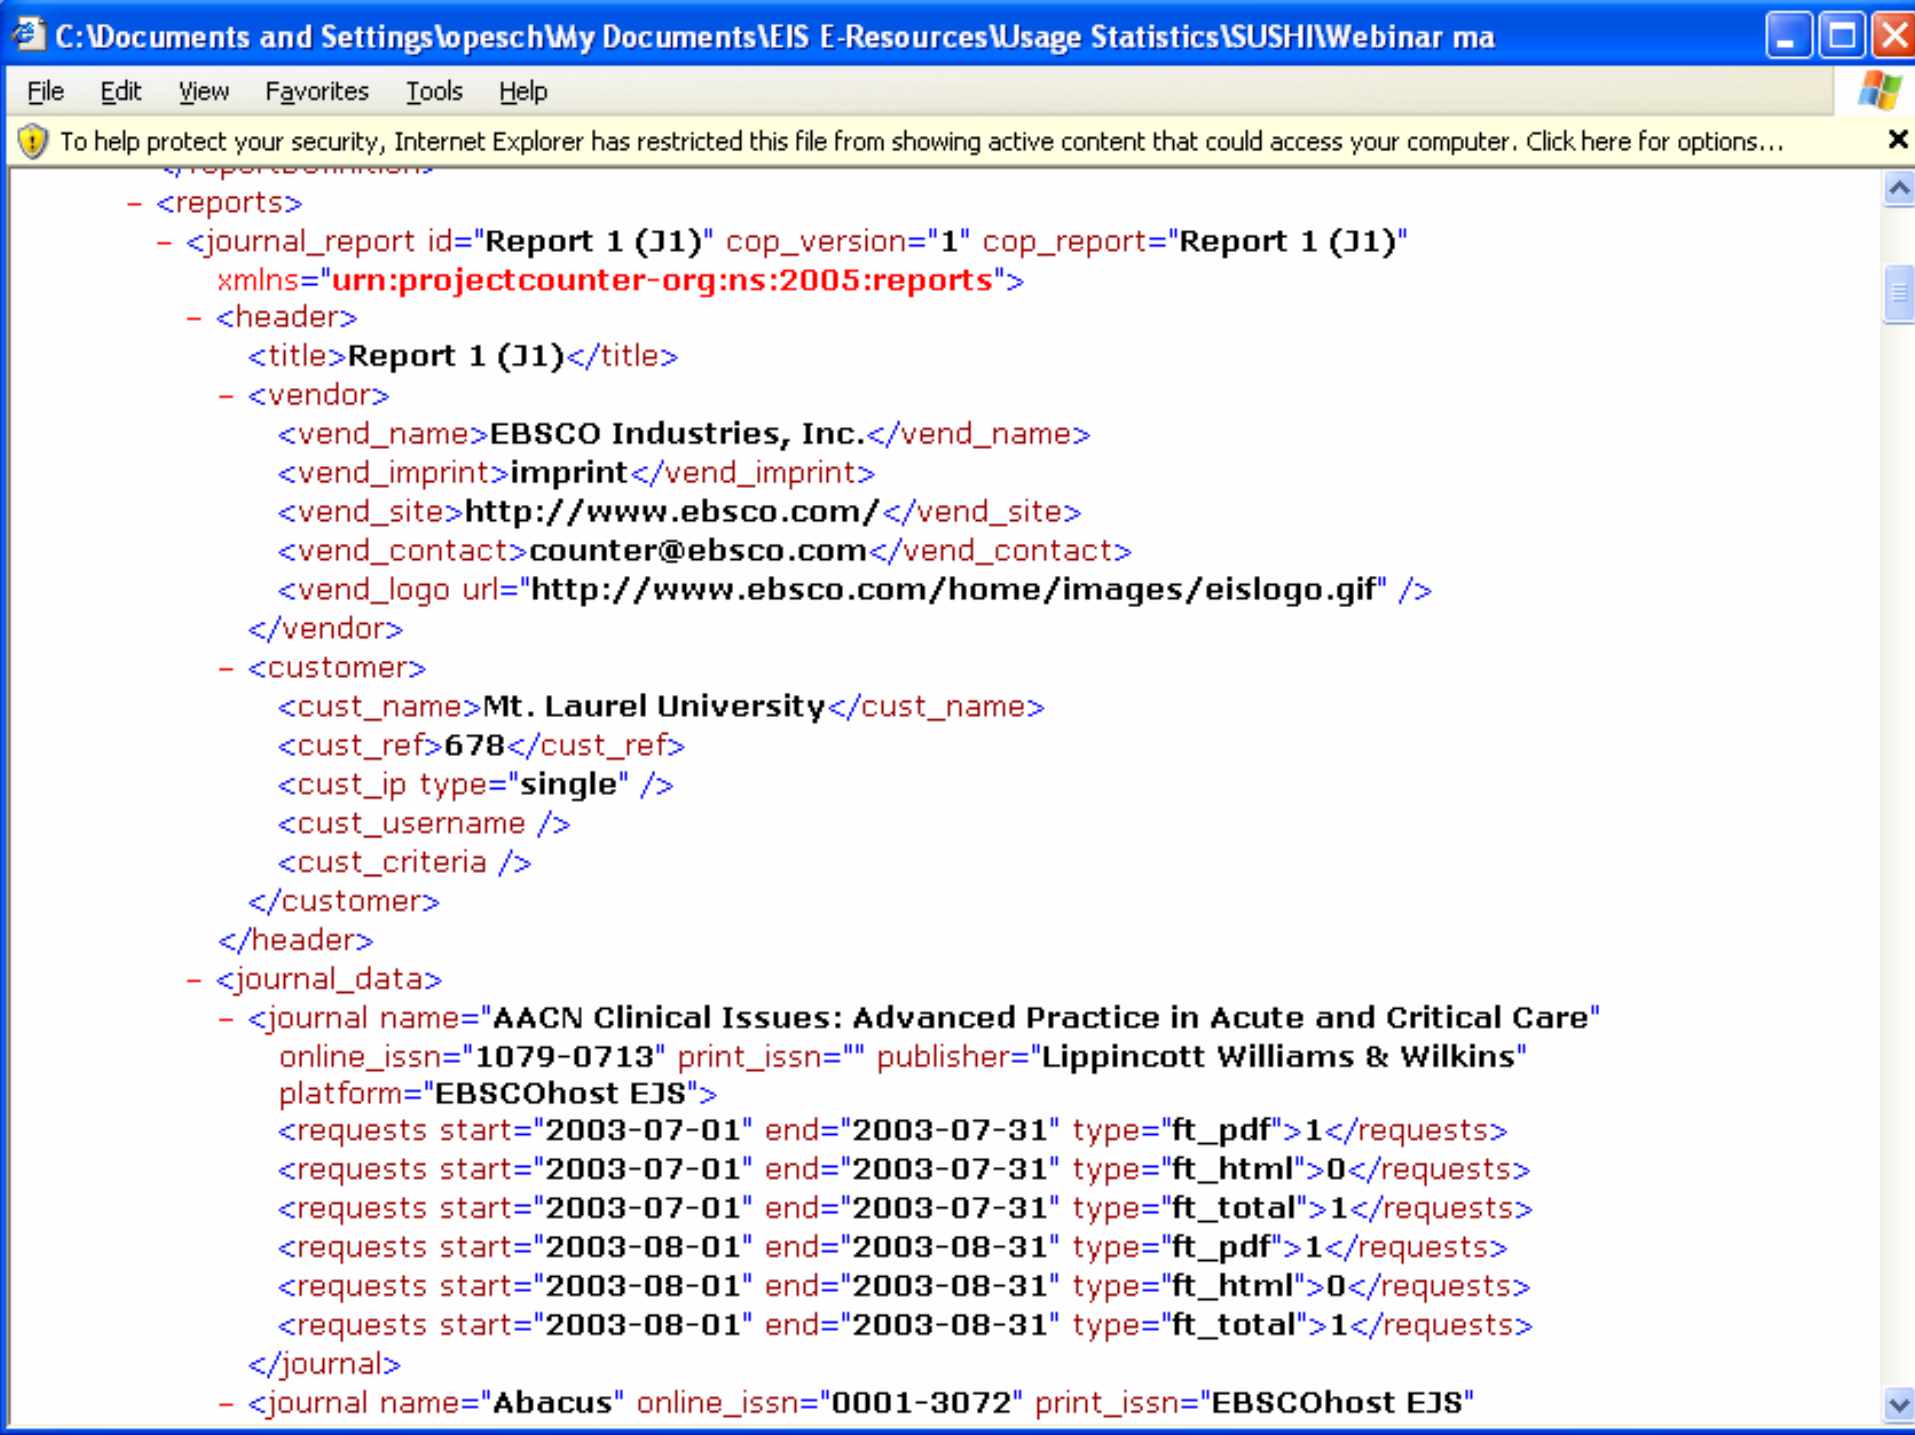 C:\Documents and Settings\opesch\My Documents\EIS E-Resources\Usage Statistics\SUSHI\Webinar ma
File Edit View Favorites Tools Help
To help protect your security, Internet Explorer has restricted this file from showing active content that could access your computer. Click here for options...
</reportDefinition>
- <reports>
- <journal_report id="Report 1 (J1)" cop_version="1" cop_report="Report 1 (J1)"
xmlns="urn:projectcounter-org:ns:2005:reports">
- <header>
<title>Report 1 (J1)</title>
- <vendor>
<vend_name>EBSCO Industries, Inc.</vend_name>
<vend_imprint>imprint</vend_imprint>
<vend_site>http://www.ebsco.com/</vend_site>
<vend_contact>counter@ebsco.com</vend_contact>
<vend_logo url="http://www.ebsco.com/home/images/eislogo.gif" />
</vendor>
- <customer>
<cust_name>Mt. Laurel University</cust_name>
<cust_ref>678</cust_ref>
<cust_ip type="single" />
<cust_username />
<cust_criteria />
</customer>
</header>
- <journal_data>
- <journal name="AACN Clinical Issues: Advanced Practice in Acute and Critical Care"
online_issn="1079-0713" print_issn="" publisher="Lippincott Williams & Wilkins"
platform="EBSCOhost EJS">
<requests start="2003-07-01" end="2003-07-31" type="ft_pdf">1</requests>
<requests start="2003-07-01" end="2003-07-31" type="ft_html">0</requests>
<requests start="2003-07-01" end="2003-07-31" type="ft_total">1</requests>
<requests start="2003-08-01" end="2003-08-31" type="ft_pdf">1</requests>
<requests start="2003-08-01" end="2003-08-31" type="ft_html">0</requests>
<requests start="2003-08-01" end="2003-08-31" type="ft_total">1</requests>
</journal>
- <journal name="Abacus" online_issn="0001-3072" print_issn="EBSCOhost EJS"